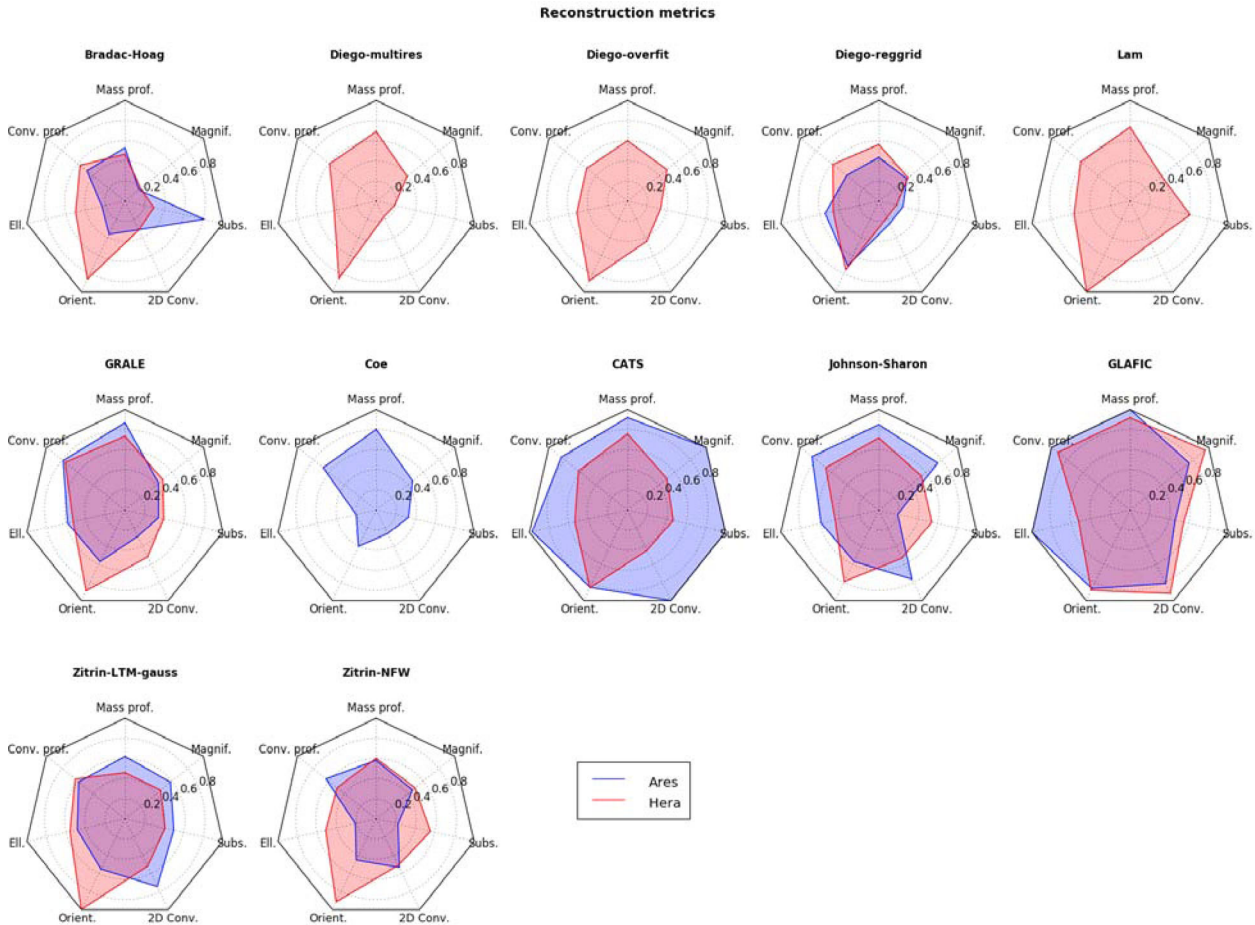 Reconstruction metrics
Bradac-Hoag
Mass prof.
Conv. prof.
Magnif.
0.2 0.4 0.6 0.8
Ell.
Subs.
Orient.
2D Conv.
Diego-multires
Mass prof.
Conv. prof.
Magnif.
0.2 0.4 0.6 0.8
Ell.
Subs.
Orient.
2D Conv.
Diego-overfit
Mass prof.
Conv. prof.
Magnif.
0.2 0.4 0.6 0.8
Ell.
Subs.
Orient.
2D Conv.
Diego-reggrid
Mass prof.
Conv. prof.
Magnif.
0.2 0.4 0.6 0.8
Ell.
Subs.
Orient.
2D Conv.
Lam
Mass prof.
Conv. prof.
Magnif.
0.2 0.4 0.6 0.8
Ell.
Subs.
Orient.
2D Conv.
GRALE
Mass prof.
Conv. prof.
Magnif.
0.2 0.4 0.6 0.8
Ell.
Subs.
Orient.
2D Conv.
Coe
Mass prof.
Conv. prof.
Magnif.
0.2 0.4 0.6 0.8
Ell.
Subs.
Orient.
2D Conv.
CATS
Mass prof.
Conv. prof.
Magnif.
0.2 0.4 0.6 0.8
Ell.
Subs.
Orient.
2D Conv.
Johnson-Sharon
Mass prof.
Conv. prof.
Magnif.
0.2 0.4 0.6 0.8
Ell.
Subs.
Orient.
2D Conv.
GLAFIC
Mass prof.
Conv. prof.
Magnif.
0.2 0.4 0.6 0.8
Ell.
Subs.
Orient.
2D Conv.
Zitrin-LTM-gauss
Mass prof.
Conv. prof.
Magnif.
0.2 0.4 0.6 0.8
Ell.
Subs.
Orient.
2D Conv.
Zitrin-NFW
Mass prof.
Conv. prof.
Magnif.
0.2 0.4 0.6 0.8
Ell.
Subs.
Orient.
2D Conv.
Ares
Hera